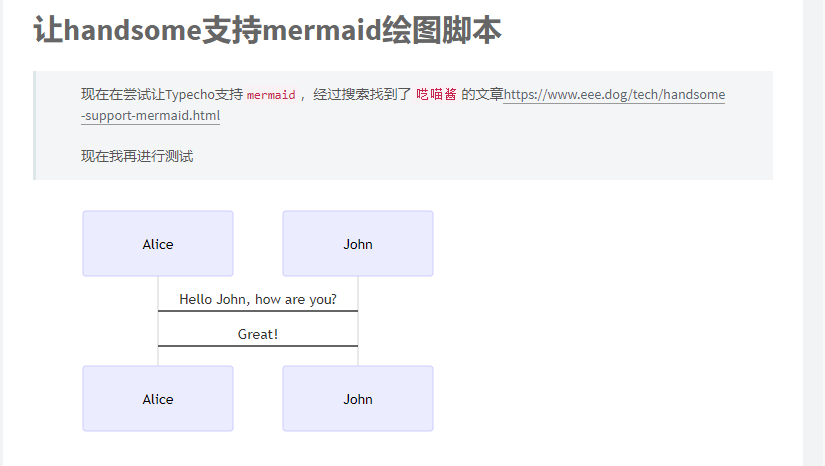 让handsome支持mermaid绘图脚本
现在在尝试让Typecho支持 mermaid ，经过搜索找到了 呓喵酱 的文章https://www.eee.dog/tech/handsome
-support-mermaid.html
现在我再进行测试
Alice John
Hello John, how are you?
Great!
Alice John